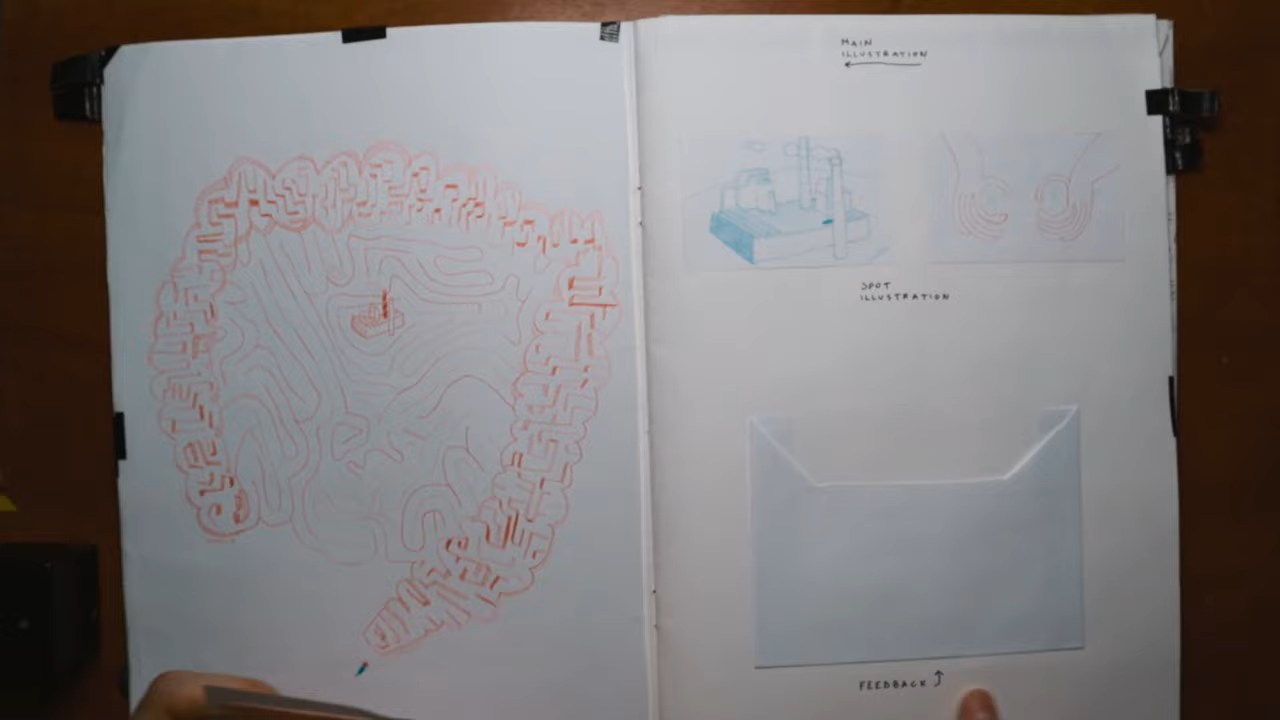 MAIN
ILLUSTRATION
SPOT
ILLUSTRATION
FEEDBACK